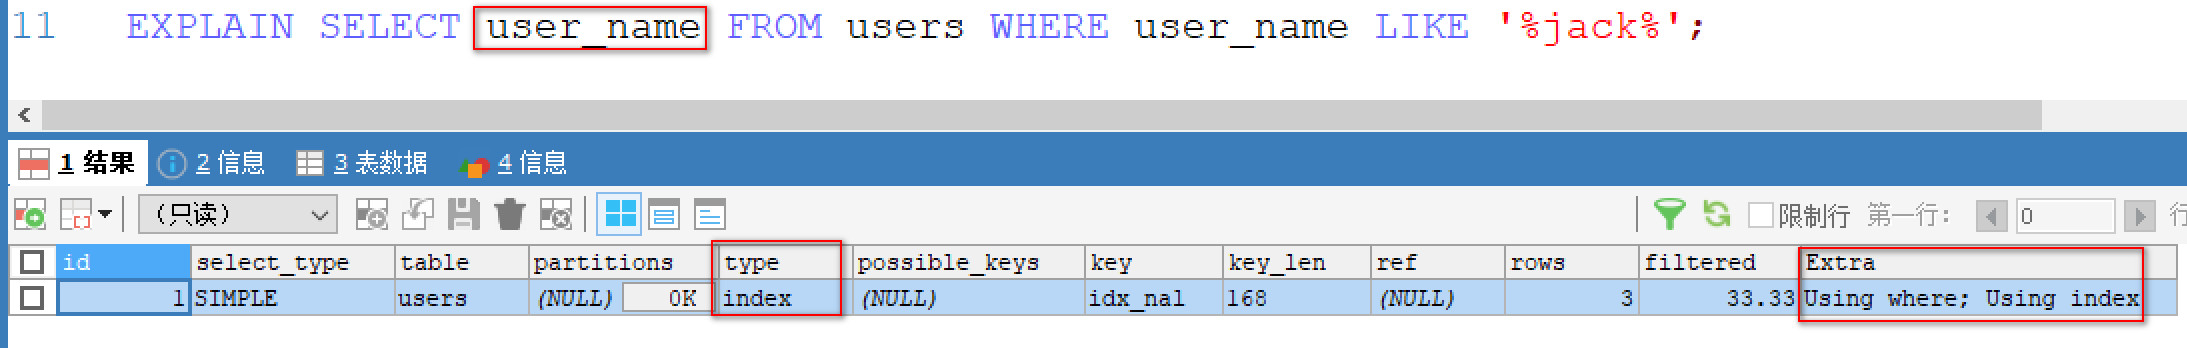 11 EXPLAIN SELECT user_name FROM users WHERE user_name LIKE '%jack%';
1 结果 2 信息 3 表数据 4 信息
(只读) 限制行 第一行: 0 行
id select_type table partitions type possible_keys key key_len ref rows filtered Extra
1 SIMPLE users (NULL) 0K index (NULL) idx_nal 168 (NULL) 3 33.33 Using where; Using index